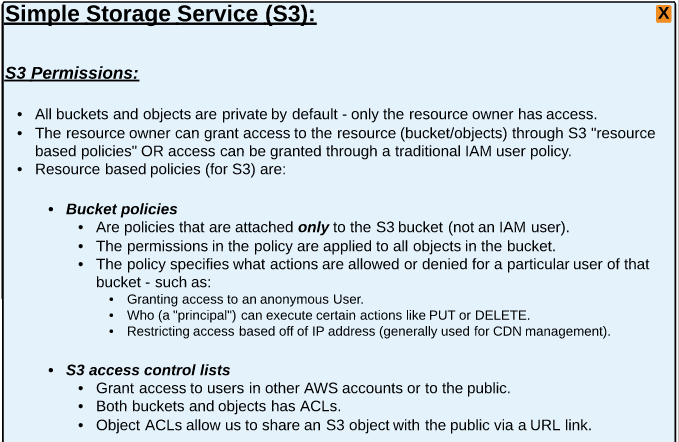 Simple Storage Service (S3):
X
S3 Permissions:
• All buckets and objects are private by default - only the resource owner has access.
• The resource owner can grant access to the resource (bucket/objects) through S3 "resource
based policies" OR access can be granted through a traditional IAM user policy.
• Resource based policies (for S3) are:
• Bucket policies
• Are policies that are attached only to the S3 bucket (not an IAM user).
• The permissions in the policy are applied to all objects in the bucket.
• The policy specifies what actions are allowed or denied for a particular user of that
bucket - such as:
• Granting access to an anonymous User.
• Who (a "principal") can execute certain actions like PUT or DELETE.
• Restricting access based off of IP address (generally used for CDN management).
• S3 access control lists
• Grant access to users in other AWS accounts or to the public.
• Both buckets and objects has ACLs.
• Object ACLs allow us to share an S3 object with the public via a URL link.